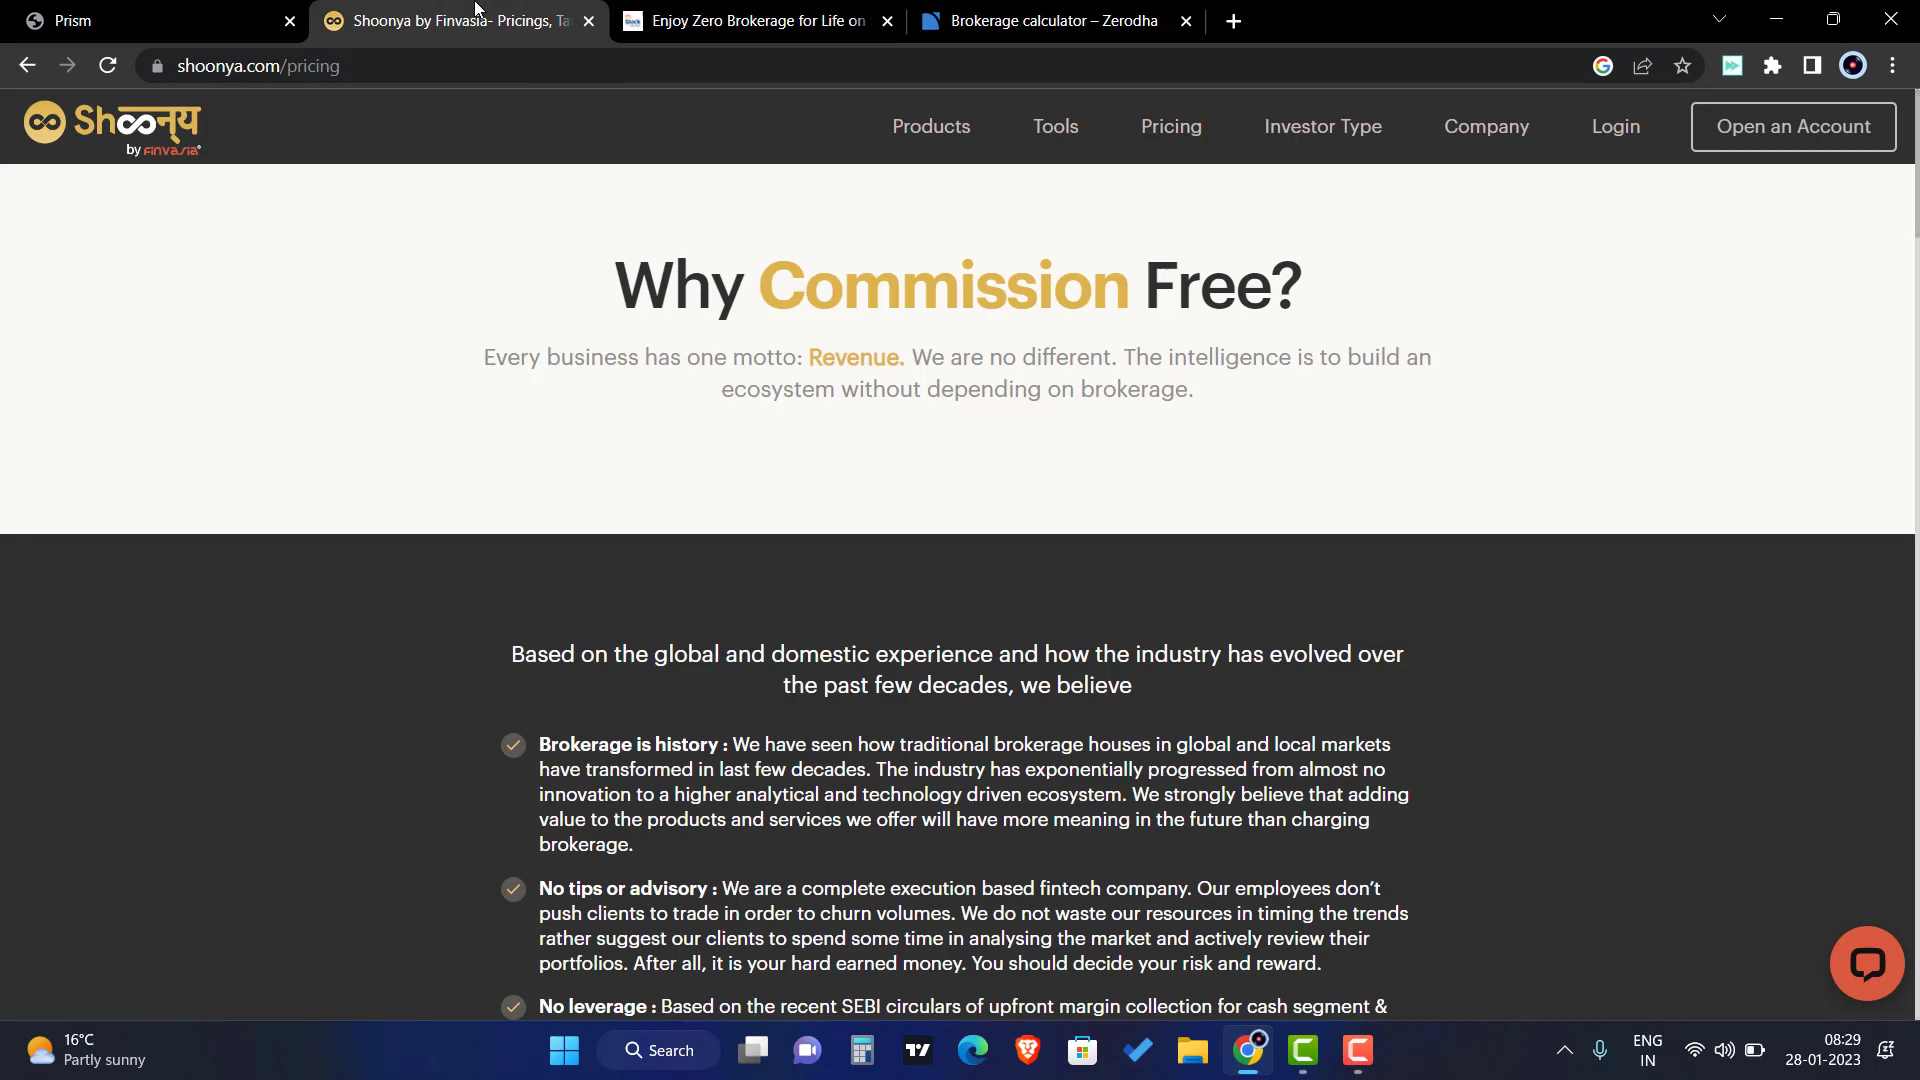 Prism
Shoonya by Finvasia- Pricings, Ta
Enjoy Zero Brokerage for Life on
Brokerage calculator – Zerodha
shoonya.com/pricing
Shoonय
by FINVASIA
Products
Tools
Pricing
Investor Type
Company
Login
Open an Account
Why Commission Free?
Every business has one motto: Revenue. We are no different. The intelligence is to build an
ecosystem without depending on brokerage.
Based on the global and domestic experience and how the industry has evolved over
the past few decades, we believe
Brokerage is history : We have seen how traditional brokerage houses in global and local markets
have transformed in last few decades. The industry has exponentially progressed from almost no
innovation to a higher analytical and technology driven ecosystem. We strongly believe that adding
value to the products and services we offer will have more meaning in the future than charging
brokerage.
No tips or advisory : We are a complete execution based fintech company. Our employees don’t
push clients to trade in order to churn volumes. We do not waste our resources in timing the trends
rather suggest our clients to spend some time in analysing the market and actively review their
portfolios. After all, it is your hard earned money. You should decide your risk and reward.
No leverage : Based on the recent SEBI circulars of upfront margin collection for cash segment &
16°C
Partly sunny
Search
ENG
IN
08:29
28-01-2023